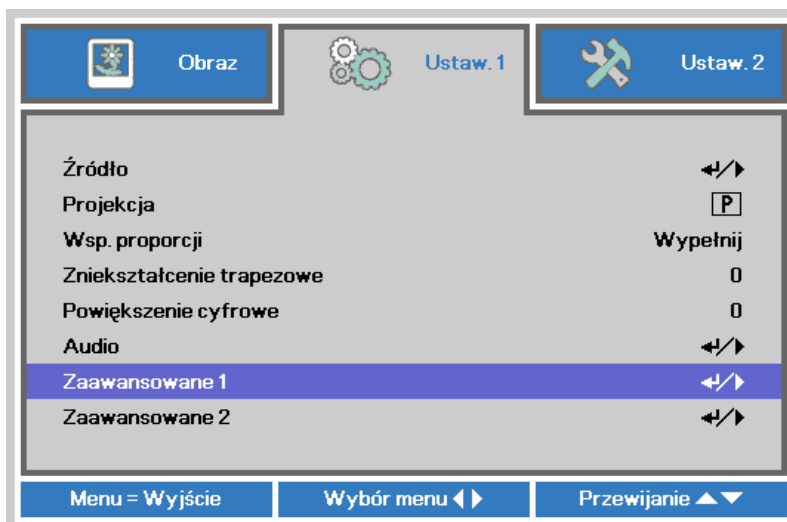 Obraz
Ustaw. 1
Ustaw. 2
Źródło
Projekcja P
Wsp. proporcji Wypełnij
Zniekształcenie trapezowe 0
Powiększenie cyfrowe 0
Audio
Zaawansowane 1
Zaawansowane 2
Menu = Wyjście
Wybór menu
Przewijanie